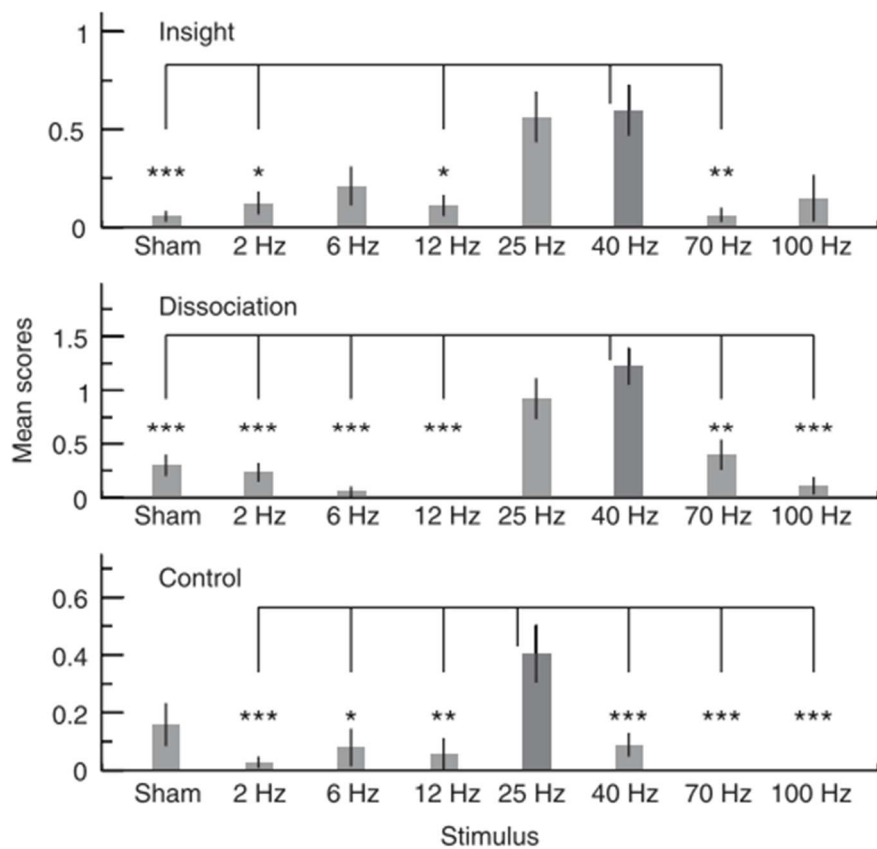 Insight
1
0.5
0
*** * * **
Sham 2 Hz 6 Hz 12 Hz 25 Hz 40 Hz 70 Hz 100 Hz
Dissociation
1.5
1
0.5
0
*** *** *** *** ** ***
Sham 2 Hz 6 Hz 12 Hz 25 Hz 40 Hz 70 Hz 100 Hz
Mean scores
Control
0.6
0.4
0.2
0
*** * ** *** *** ***
Sham 2 Hz 6 Hz 12 Hz 25 Hz 40 Hz 70 Hz 100 Hz
Stimulus